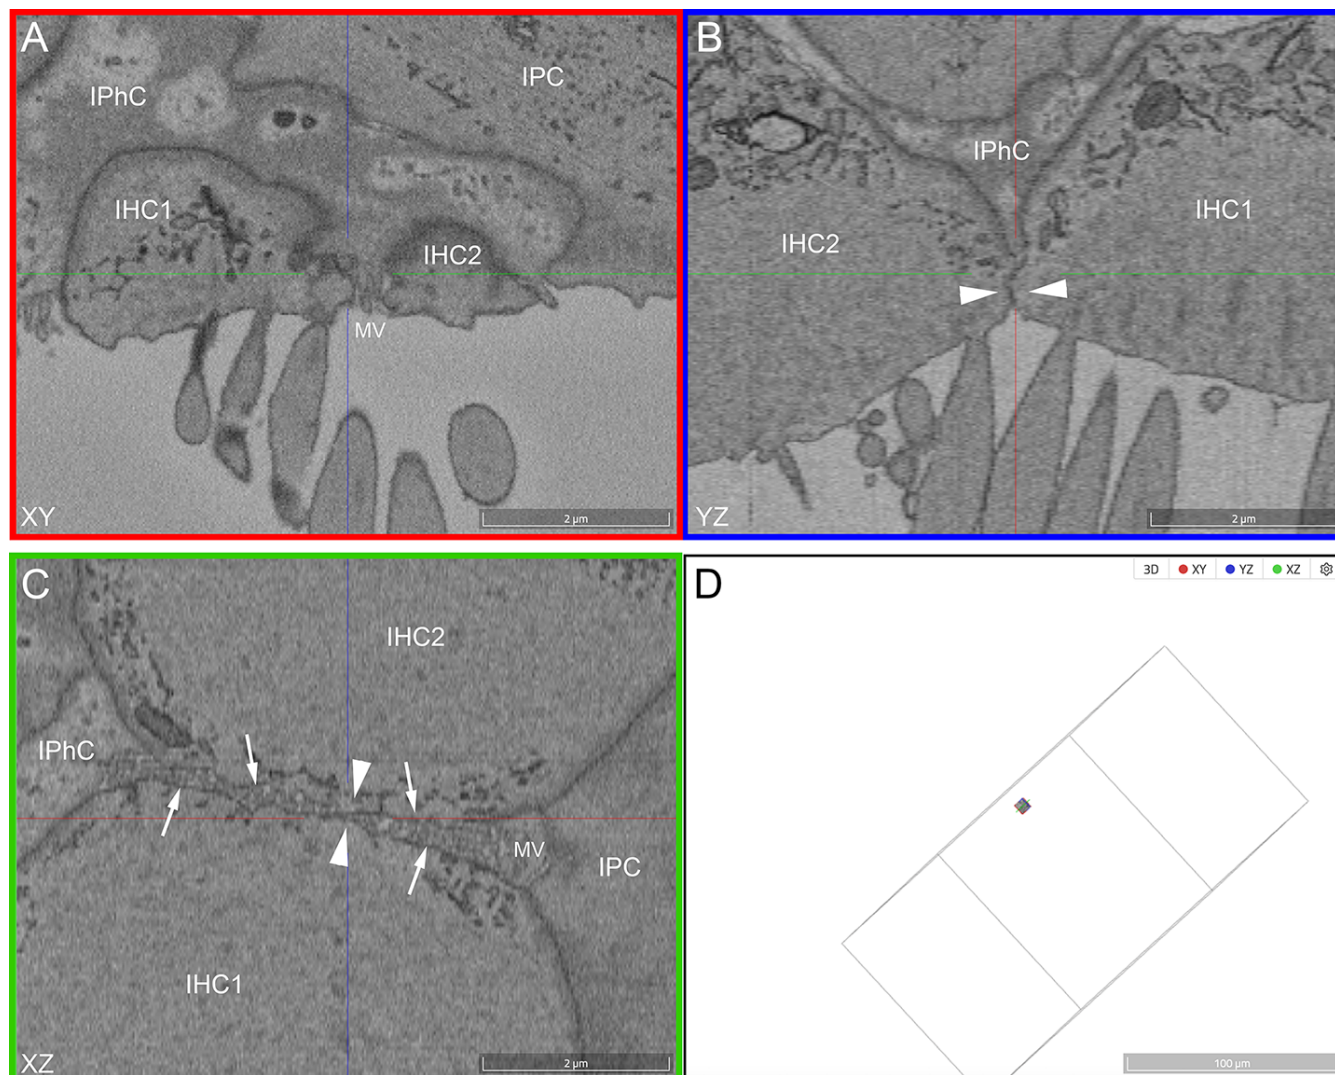 A
IPhC
IPC
IHC1
IHC2
MV
XY
2 µm
B
IPhC
IHC1
IHC2
YZ
2 µm
C
IHC2
IPhC
MV
IPC
IHC1
XZ
2 µm
D
3D XY YZ XZ
100 µm